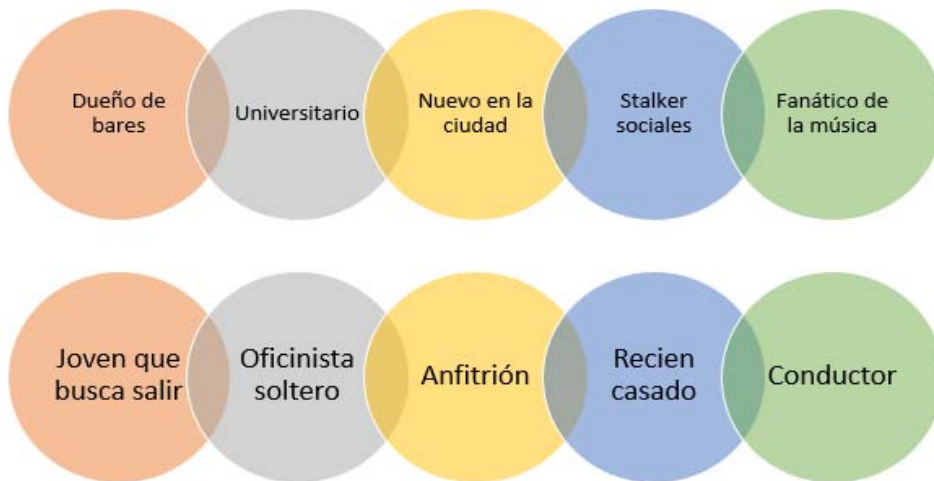 Dueño de
bares
Universitario
Nuevo en la
ciudad
Stalker
sociales
Fanático de
la música
Joven que
busca salir
Oficinista
soltero
Anfitrión
Recien
casado
Conductor